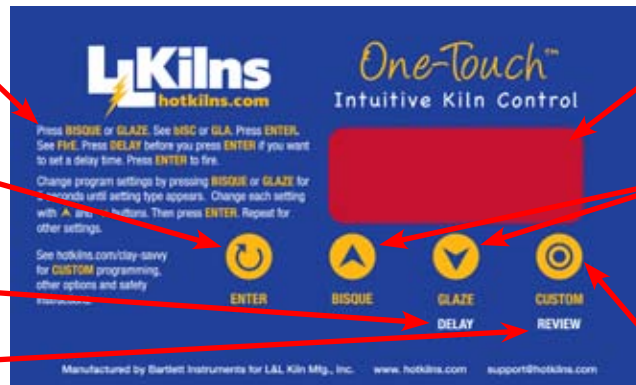 L&L Kilns
hotkilns.com
One-Touch™
Intuitive Kiln Control
Press BISQUE or GLAZE. See bISC or GLA. Press ENTER.
See FIrE. Press DELAY before you press ENTER if you want
to set a delay time. Press ENTER to fire.
Change program settings by pressing BISQUE or GLAZE for
seconds until setting type appears. Change each setting
with and buttons. Then press ENTER. Repeat for
other settings.
See hotkilns.com/clay-savvy
for CUSTOM programming,
other options and safety
instructions.
ENTER
BISQUE
GLAZE
CUSTOM
DELAY
REVIEW
Manufactured by Bartlett Instruments for L&L Kiln Mfg., Inc. www. hotkilns.com support@hotkilns.com